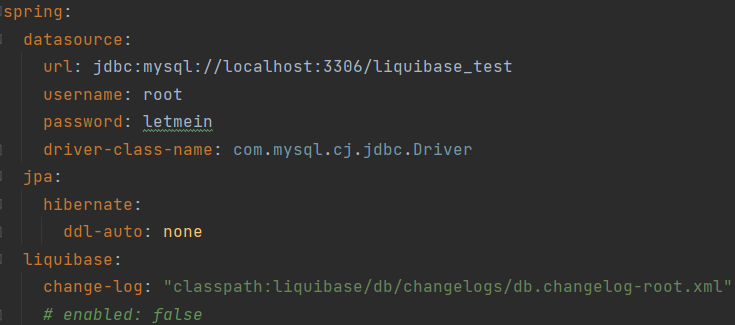 spring:
  datasource:
    url: jdbc:mysql://localhost:3306/liquibase_test
    username: root
    password: letmein
    driver-class-name: com.mysql.cj.jdbc.Driver
  jpa:
    hibernate:
      ddl-auto: none
  liquibase:
    change-log: "classpath:liquibase/db/changelogs/db.changelog-root.xml"
    # enabled: false